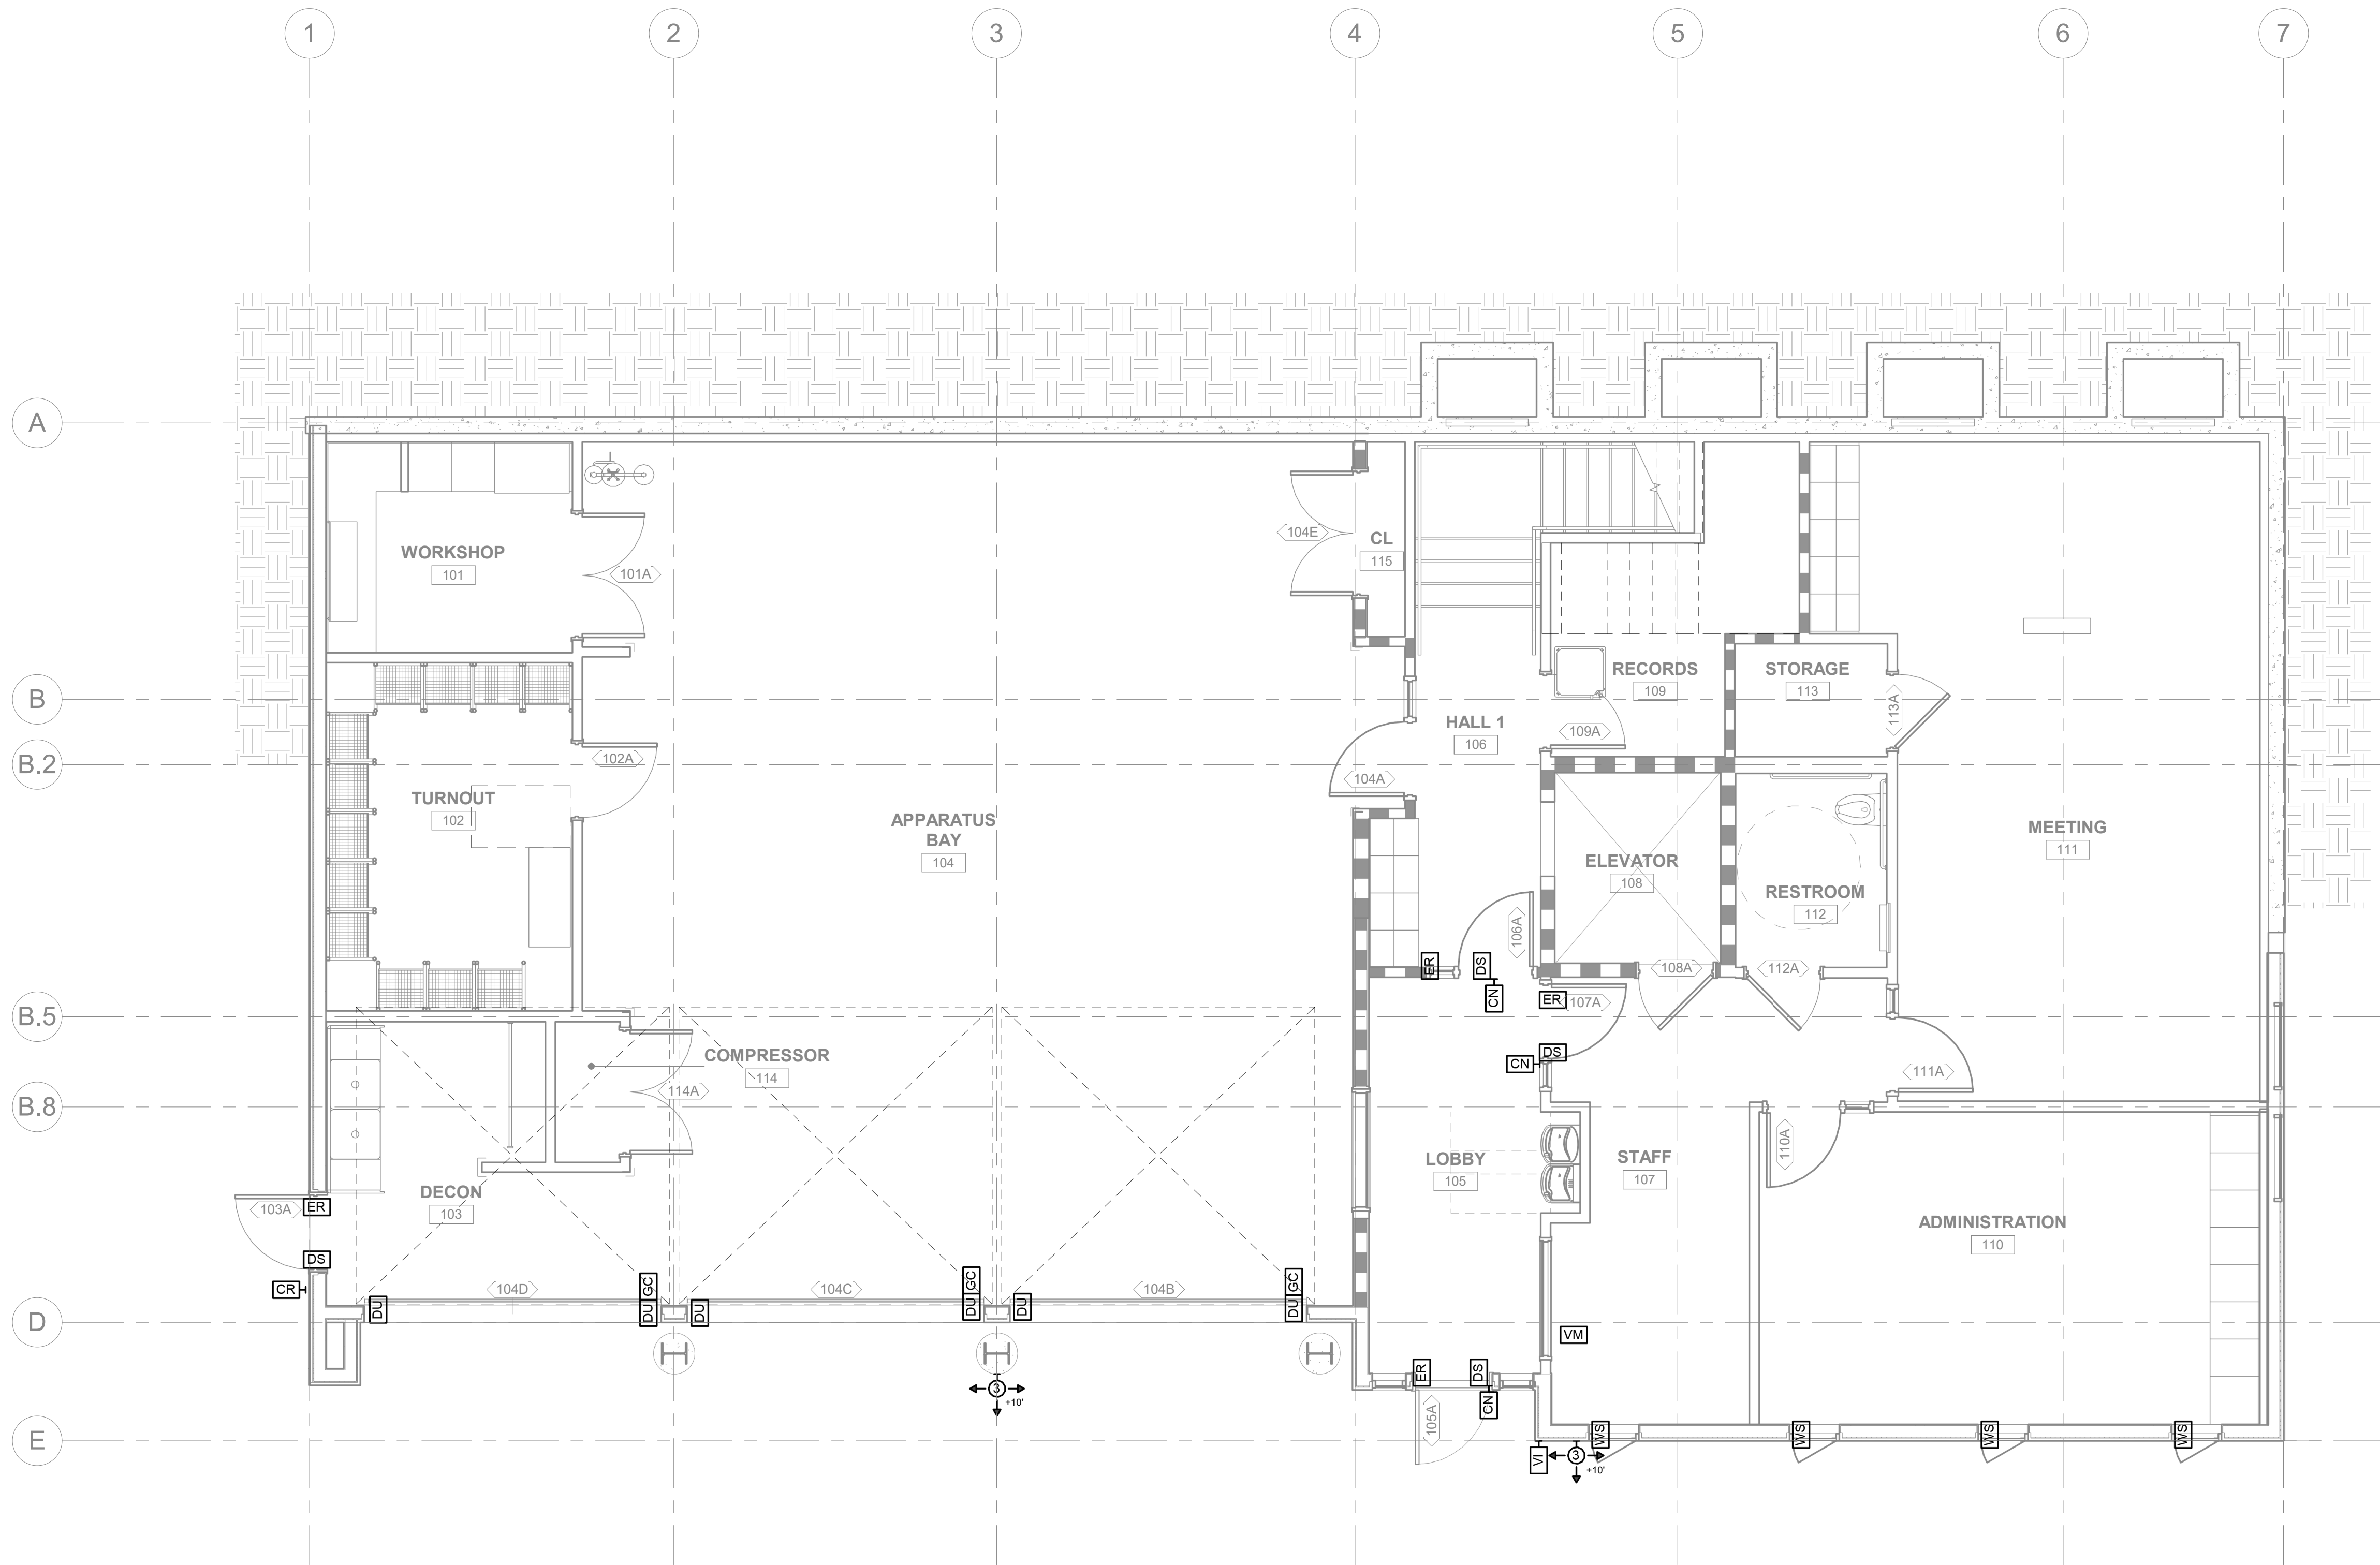 1
2
3
4
5
6
7
A
WORKSHOP
101
101A
104E
CL
115
B
RECORDS
109
STORAGE
113
113A
HALL 1
106
109A
B.2
102A
104A
TURNOUT
102
APPARATUS
BAY
104
MEETING
111
ELEVATOR
108
RESTROOM
112
106A
ER
DS
108A
112A
CN
ER
107A
B.5
COMPRESSOR
114
DS
CN
111A
114A
B.8
110A
LOBBY
105
STAFF
107
DECON
103
103A
ER
ADMINISTRATION
110
DS
CR
104D
GC
104C
GC
104B
GC
DU
DU
DU
DU
DU
DU
D
VM
ER
DS
3
+10'
CN
105A
E
WS
WS
WS
WS
VI
3
+10'